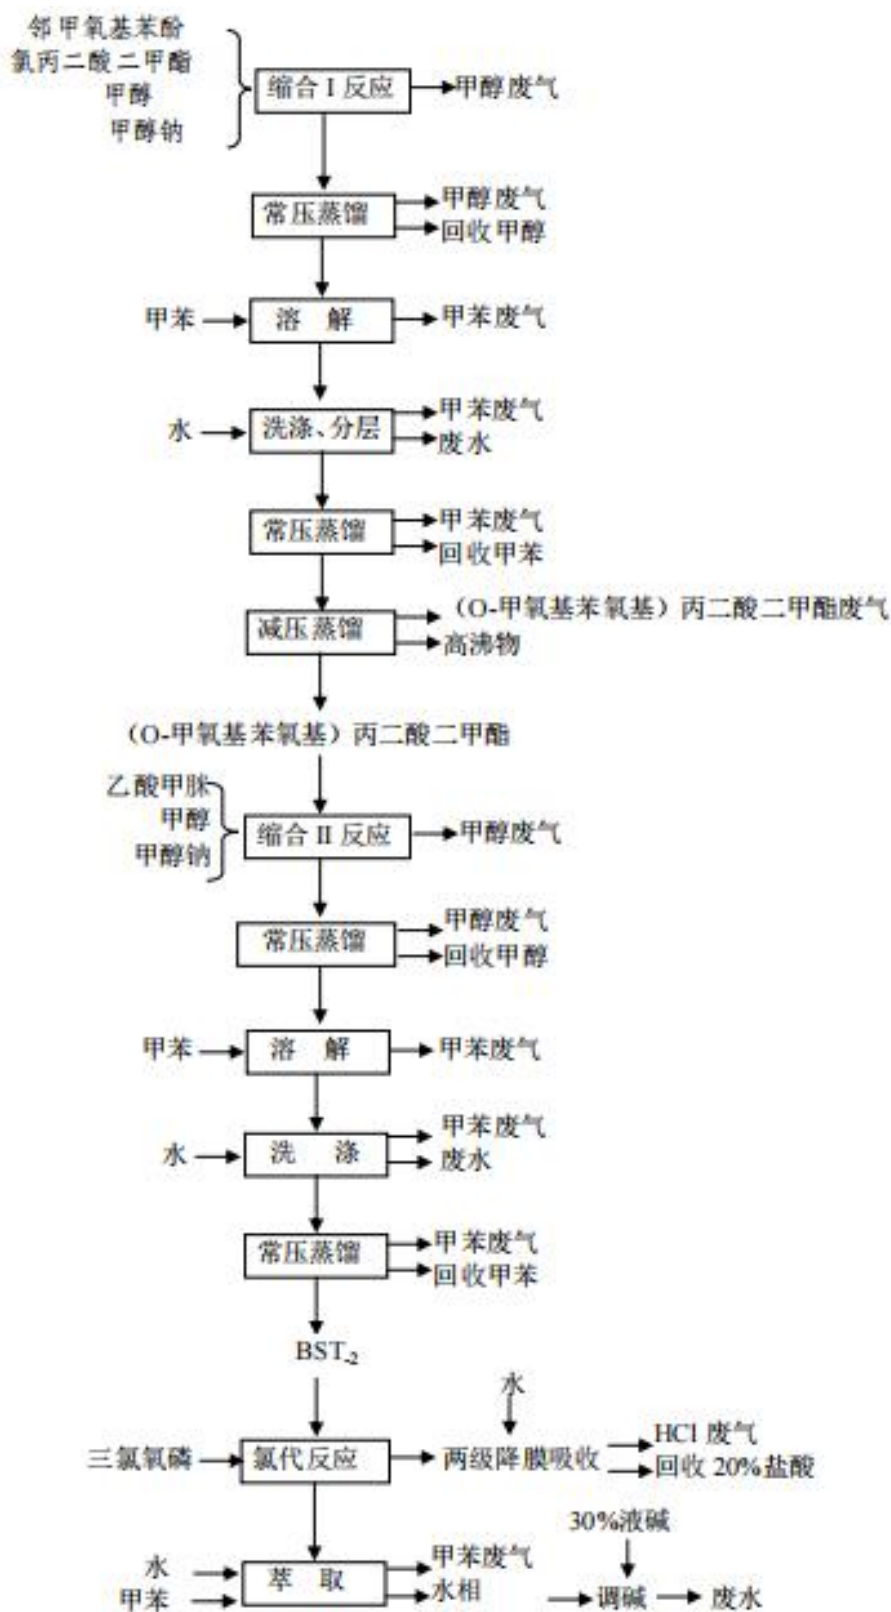 邻甲氧基苯酚
氯丙二酸二甲酯
甲醇
甲醇钠
缩合 I 反应
甲醇废气
常压蒸馏
甲醇废气
回收甲醇
甲苯
溶 解
甲苯废气
水
洗涤、分层
甲苯废气
废水
常压蒸馏
甲苯废气
回收甲苯
减压蒸馏
(O-甲氧基苯氧基）丙二酸二甲酯废气
高沸物
(O-甲氧基苯氧基）丙二酸二甲酯
乙酸甲脒
甲醇
甲醇钠
缩合 II 反应
甲醇废气
常压蒸馏
甲醇废气
回收甲醇
甲苯
溶 解
甲苯废气
水
洗 涤
甲苯废气
废水
常压蒸馏
甲苯废气
回收甲苯
BST-2
水
三氯氧磷
氯代反应
两级降膜吸收
HCl 废气
回收 20%盐酸
30%液碱
水
甲苯
萃 取
甲苯废气
水相
调碱
废水